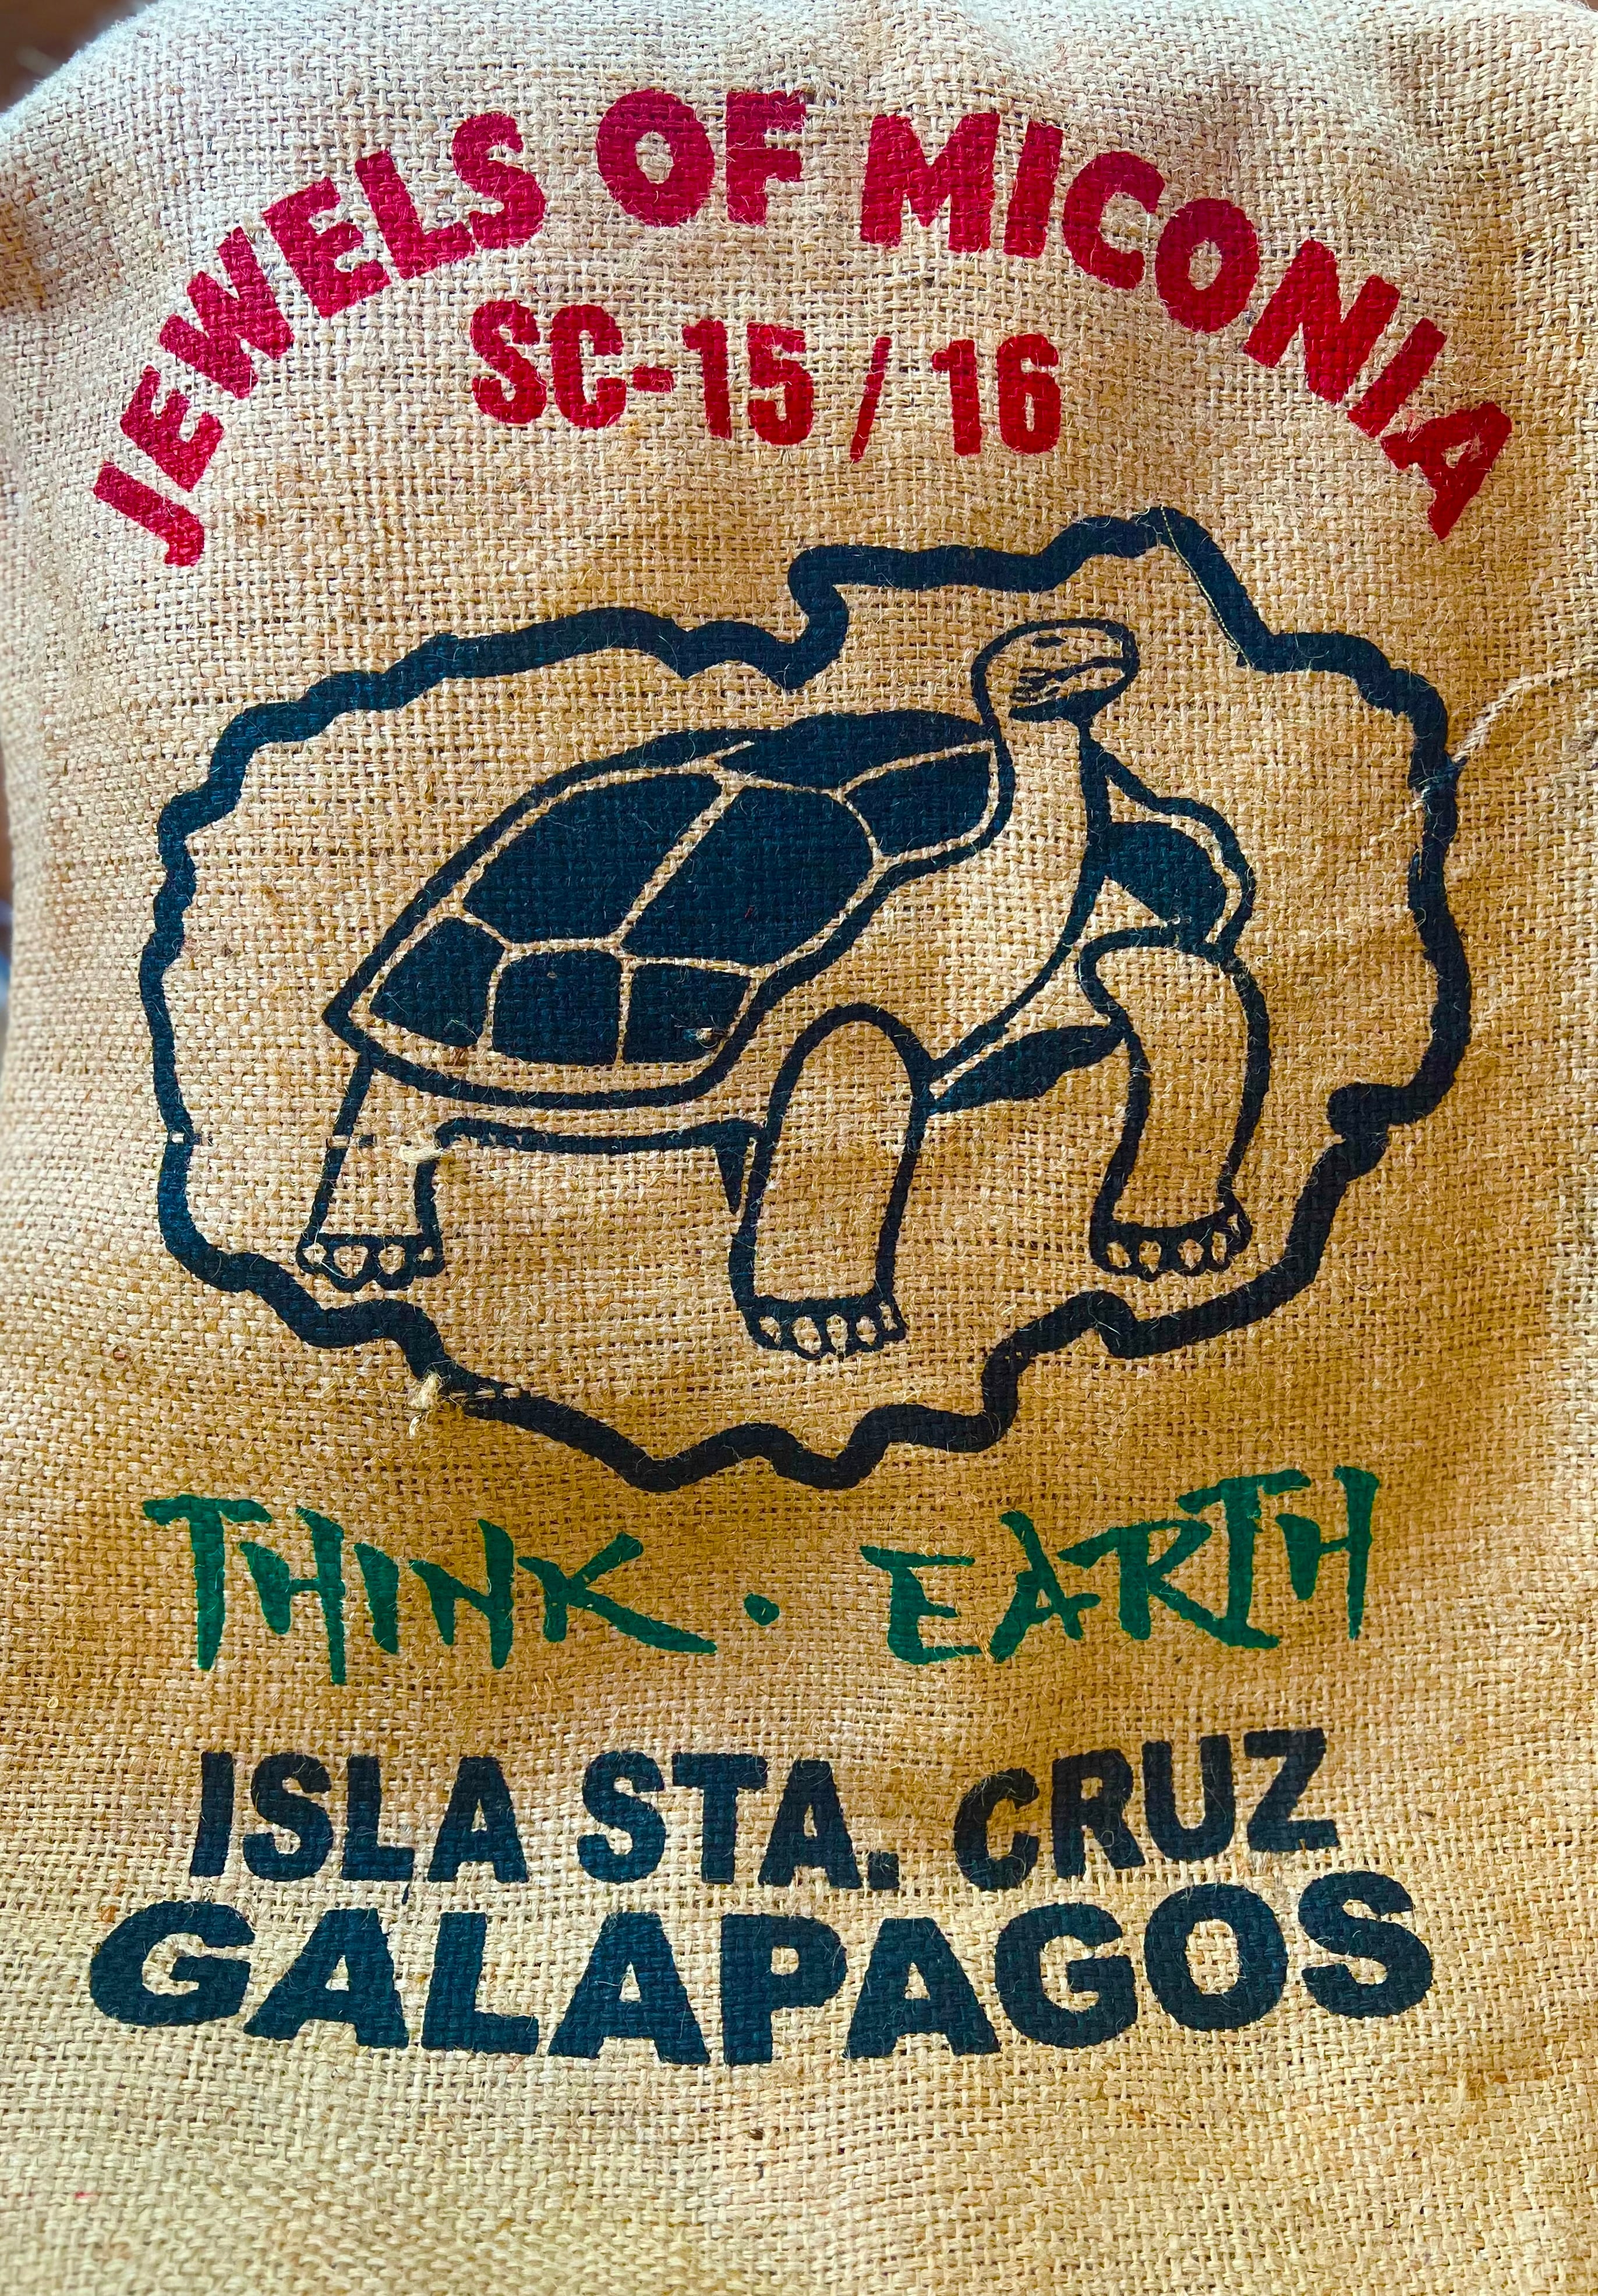 JEWELS OF MICONIA
SC-15/16
THINK · EARTH
ISLA STA. CRUZ
GALAPAGOS